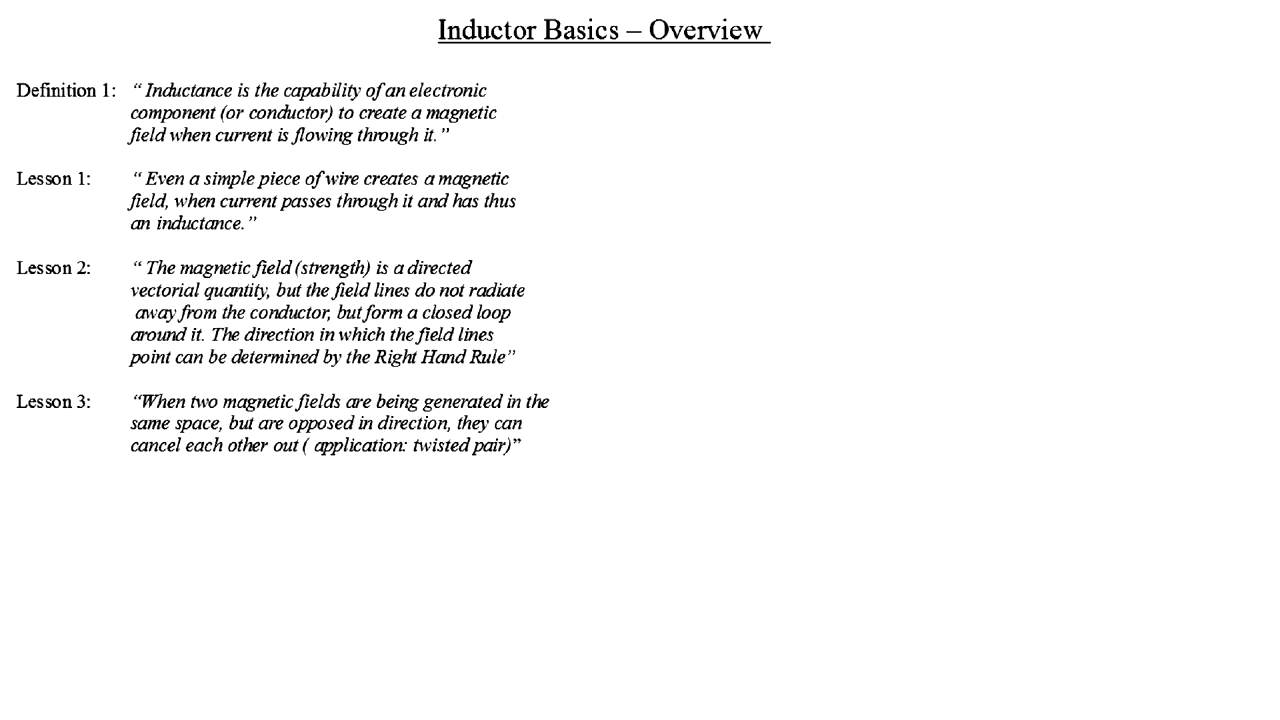 Inductor Basics – Overview
Definition 1: “ Inductance is the capability of an electronic
component (or conductor) to create a magnetic
field when current is flowing through it.”
Lesson 1: “ Even a simple piece of wire creates a magnetic
field, when current passes through it and has thus
an inductance.”
Lesson 2: “ The magnetic field (strength) is a directed
vectorial quantity, but the field lines do not radiate
away from the conductor, but form a closed loop
around it. The direction in which the field lines
point can be determined by the Right Hand Rule”
Lesson 3: “When two magnetic fields are being generated in the
same space, but are opposed in direction, they can
cancel each other out ( application: twisted pair)”